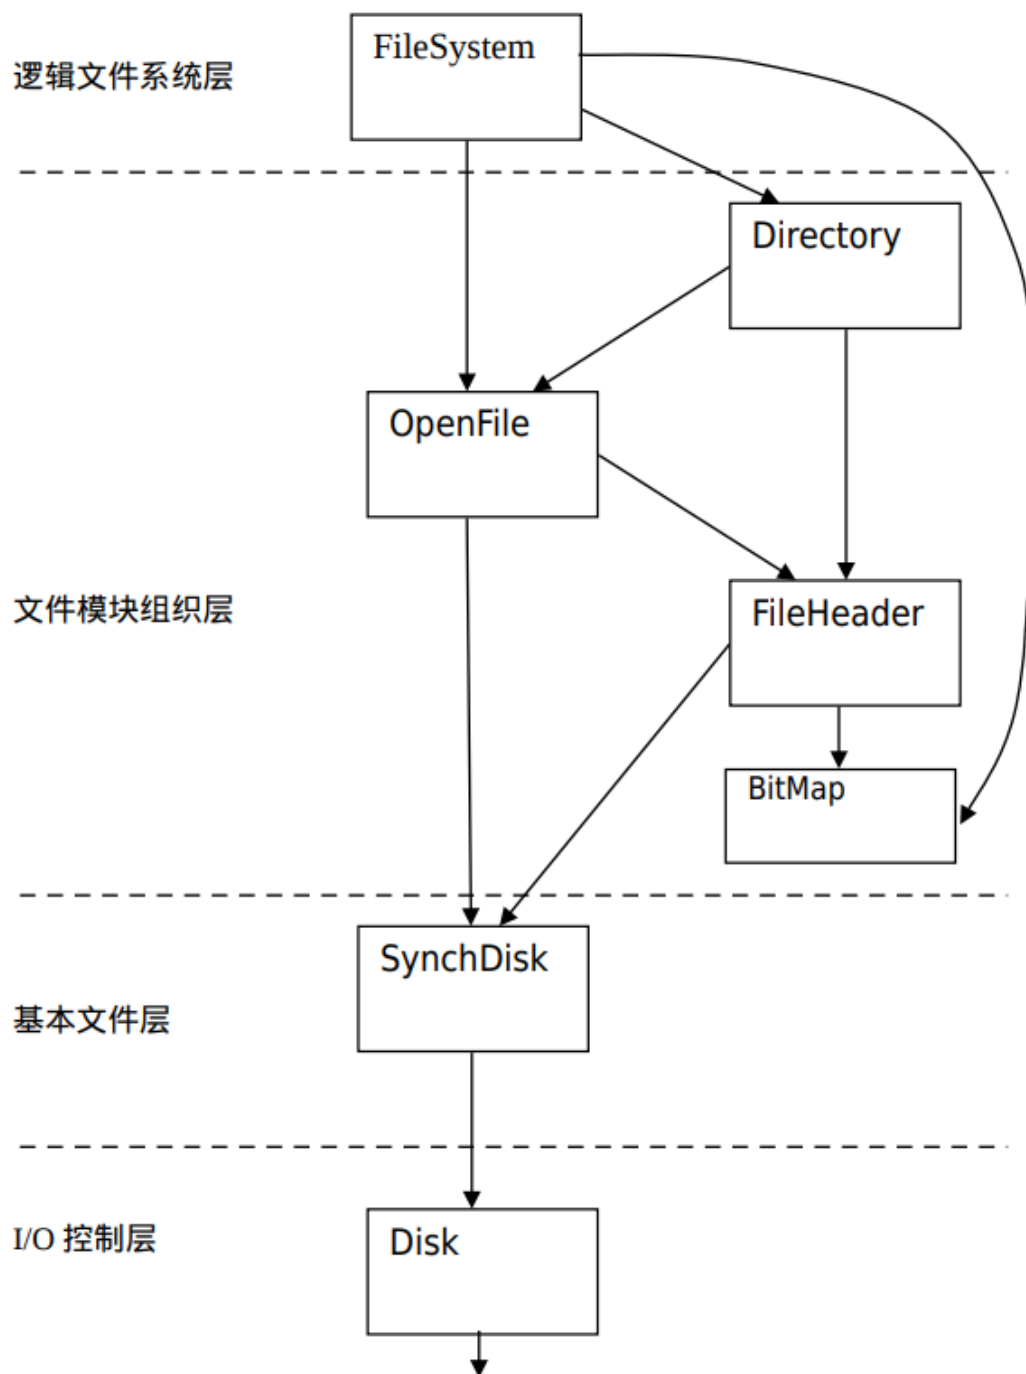 FileSystem
逻辑文件系统层
Directory
OpenFile
文件模块组织层
FileHeader
BitMap
SynchDisk
基本文件层
I/O 控制层
Disk